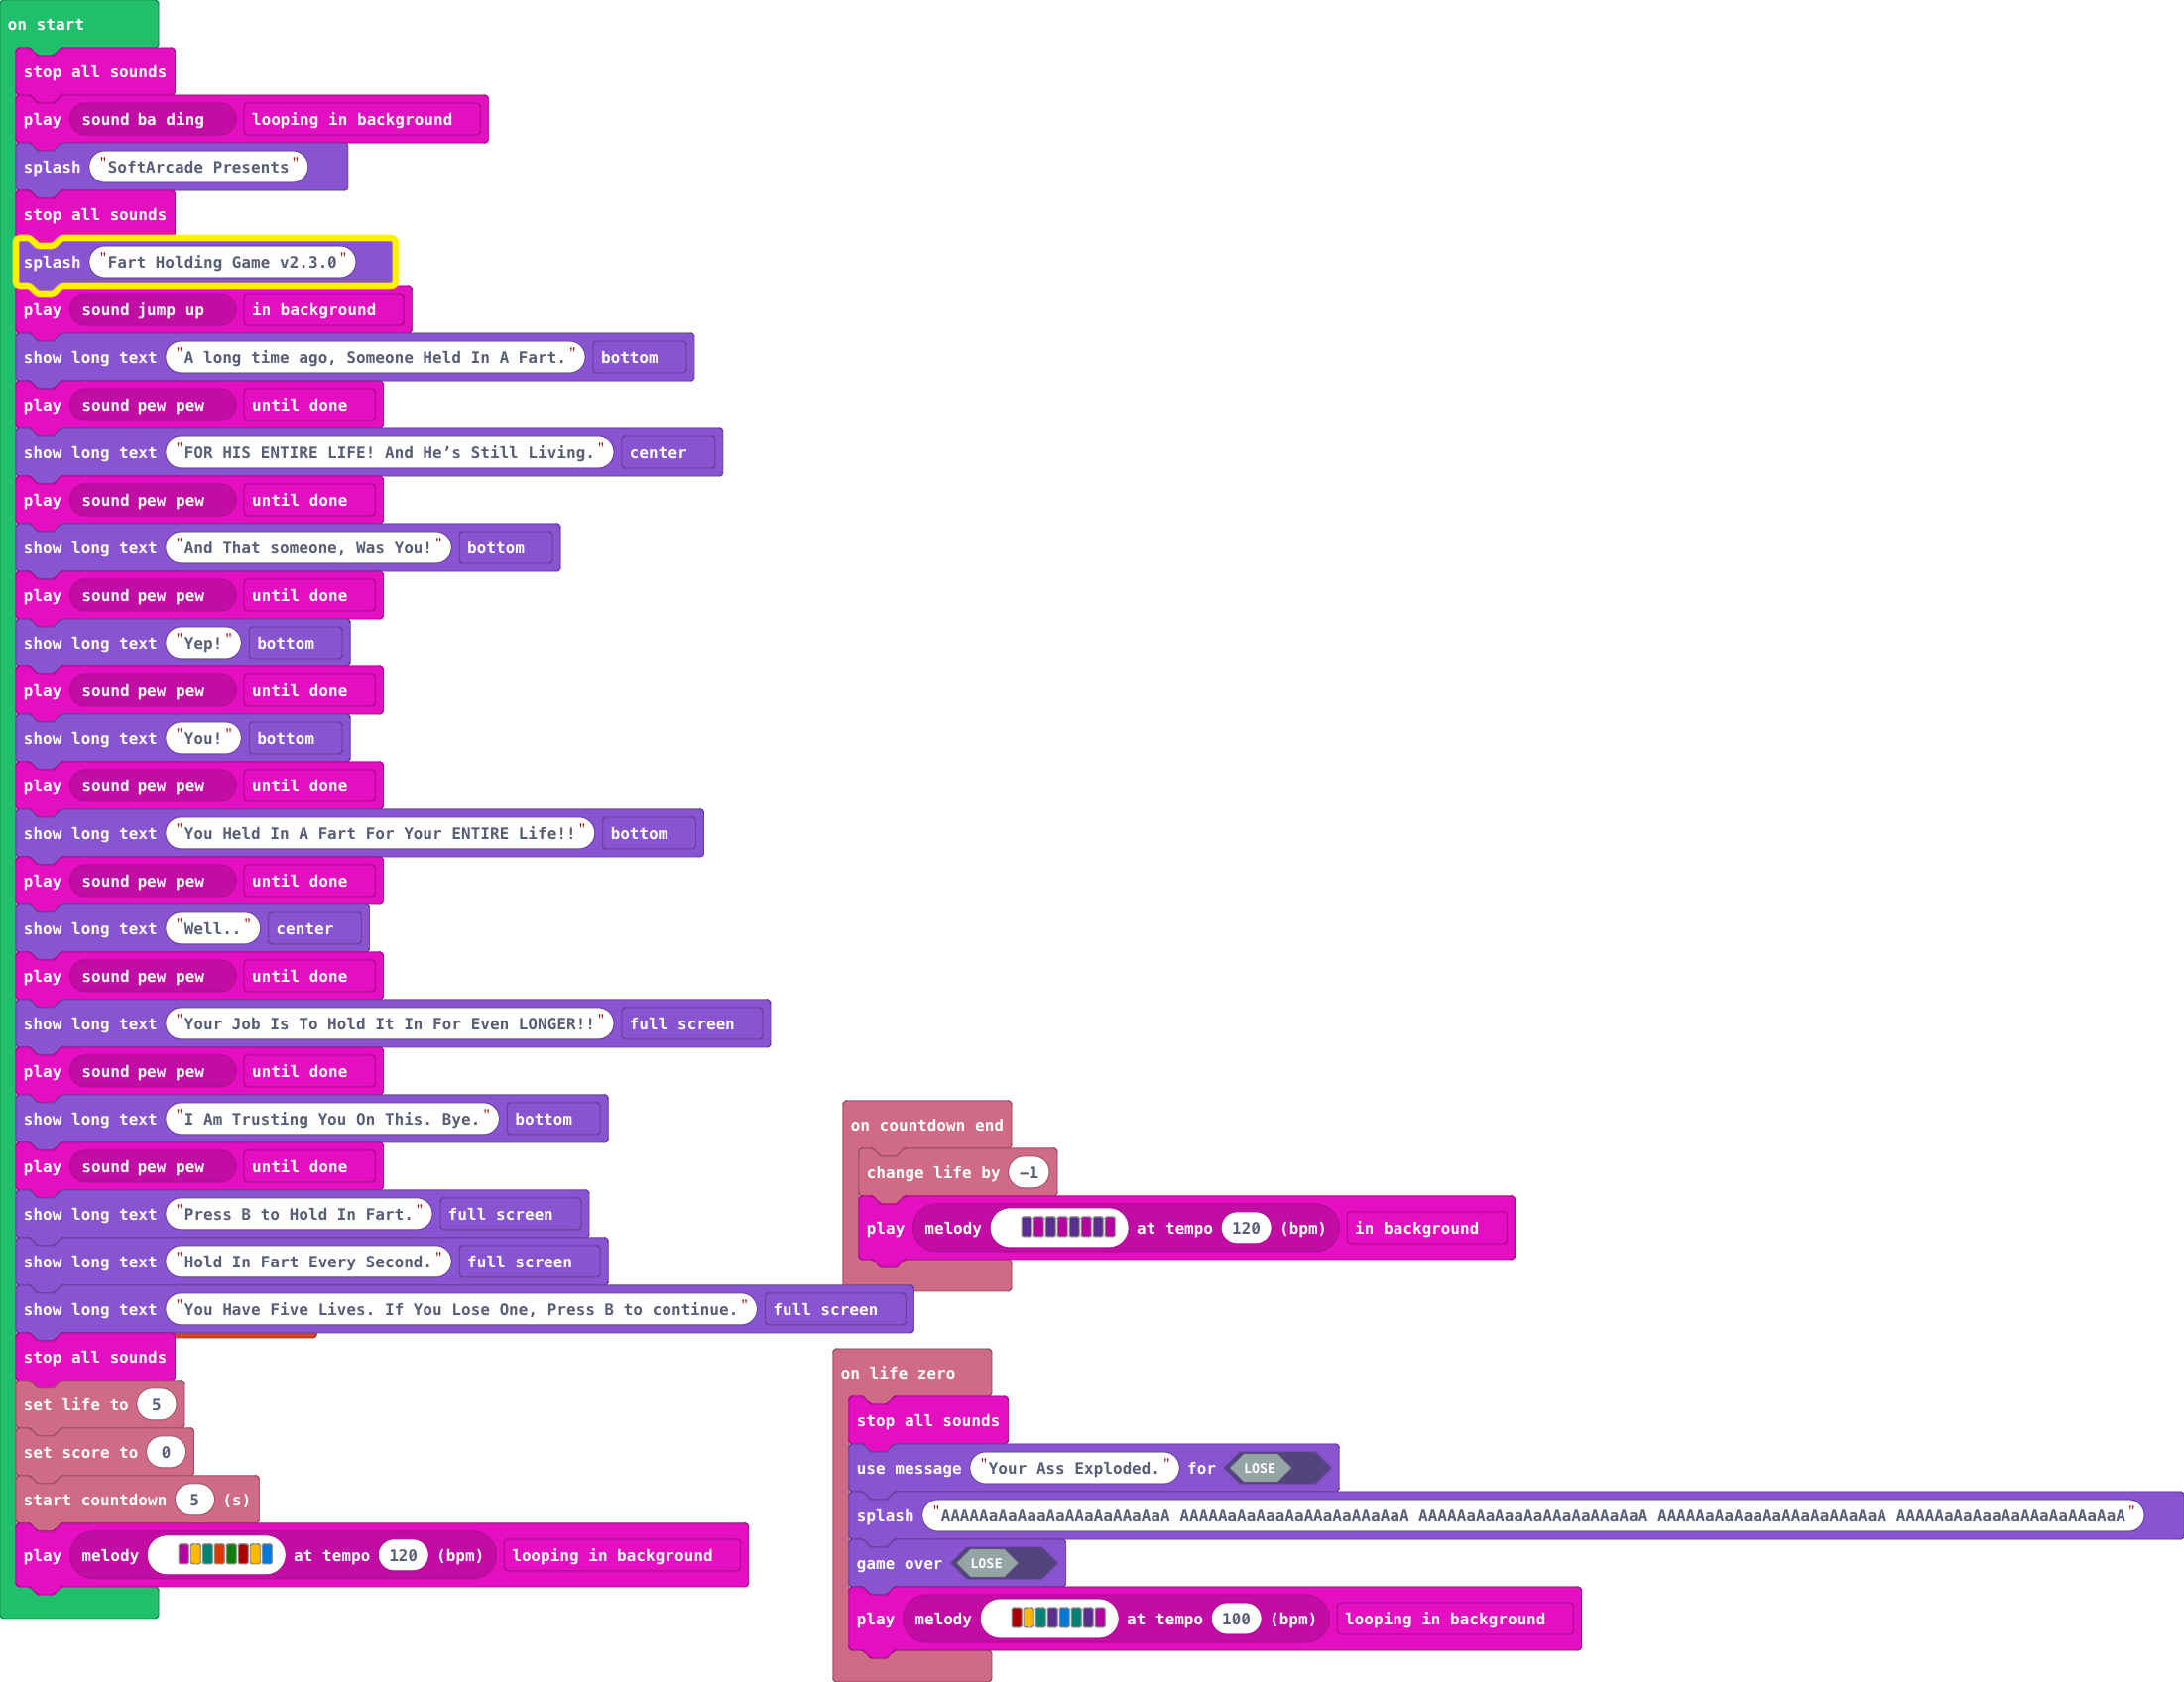 on start
stop all sounds
play sound ba ding looping in background
splash "SoftArcade Presents"
stop all sounds
splash "Fart Holding Game v2.3.0"
play sound jump up in background
show long text "A long time ago, Someone Held In A Fart." bottom
play sound pew pew until done
show long text "FOR HIS ENTIRE LIFE! And He’s Still Living." center
play sound pew pew until done
show long text "And That someone, Was You!" bottom
play sound pew pew until done
show long text "Yep!" bottom
play sound pew pew until done
show long text "You!" bottom
play sound pew pew until done
show long text "You Held In A Fart For Your ENTIRE Life!!" bottom
play sound pew pew until done
show long text "Well.." center
play sound pew pew until done
show long text "Your Job Is To Hold It In For Even LONGER!!" full screen
play sound pew pew until done
show long text "I Am Trusting You On This. Bye." bottom
play sound pew pew until done
show long text "Press B to Hold In Fart." full screen
show long text "Hold In Fart Every Second." full screen
show long text "You Have Five Lives. If You Lose One, Press B to continue." full screen
stop all sounds
set life to 5
set score to 0
start countdown 5 (s)
play melody at tempo 120 (bpm) looping in background
on countdown end
change life by −1
play melody at tempo 120 (bpm) in background
on life zero
stop all sounds
use message "Your Ass Exploded." for LOSE
splash "AAAAAaAaAaaAaAAaAaAAaAaA AAAAAaAaAaaAaAAaAaAAaAaA AAAAAaAaAaaAaAAaAaAAaAaA AAAAAaAaAaaAaAAaAaAAaAaA AAAAAaAaAaaAaAAaAaAAaAaA"
game over LOSE
play melody at tempo 100 (bpm) looping in background